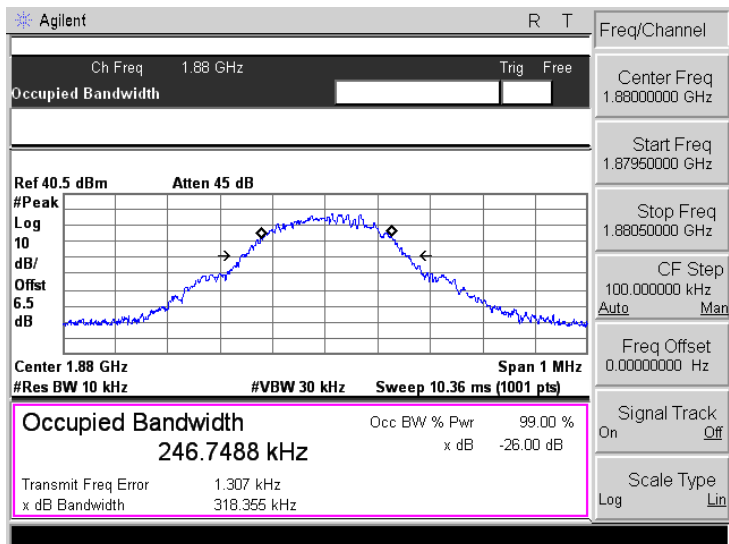 Agilent R T
Ch Freq 1.88 GHz Trig Free
Occupied Bandwidth
Ref 40.5 dBm Atten 45 dB
#Peak
Log
10
dB/
Offst
6.5
dB
Center 1.88 GHz Span 1 MHz
#Res BW 10 kHz #VBW 30 kHz Sweep 10.36 ms (1001 pts)
Occupied Bandwidth Occ BW % Pwr 99.00 %
246.7488 kHz x dB -26.00 dB
Transmit Freq Error 1.307 kHz
x dB Bandwidth 318.355 kHz
Freq/Channel
Center Freq
1.88000000 GHz
Start Freq
1.87950000 GHz
Stop Freq
1.88050000 GHz
CF Step
100.000000 kHz
Auto Man
Freq Offset
0.00000000 Hz
Signal Track
On Off
Scale Type
Log Lin